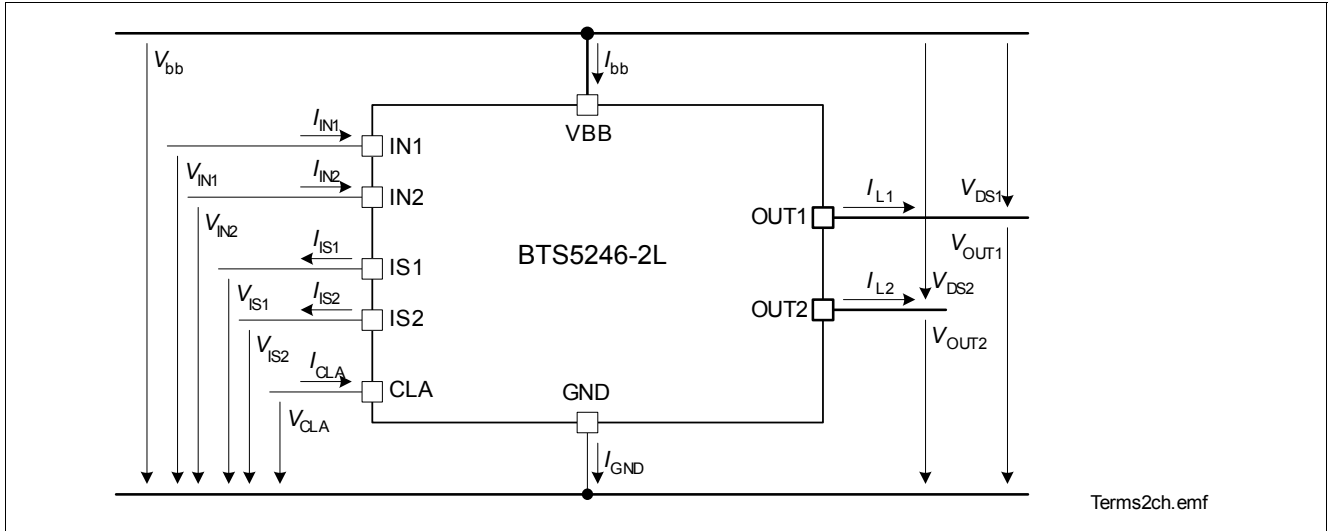 Vbb
Ibb
VBB
IIN1
IN1
VIN1
IIN2
IN2
VIN2
IIS1
IS1
VIS1
IIS2
IS2
VIS2
ICLA
CLA
VCLA
BTS5246-2L
OUT1
IL1
VDS1
VOUT1
OUT2
IL2
VDS2
VOUT2
GND
IGND
Terms2ch.emf